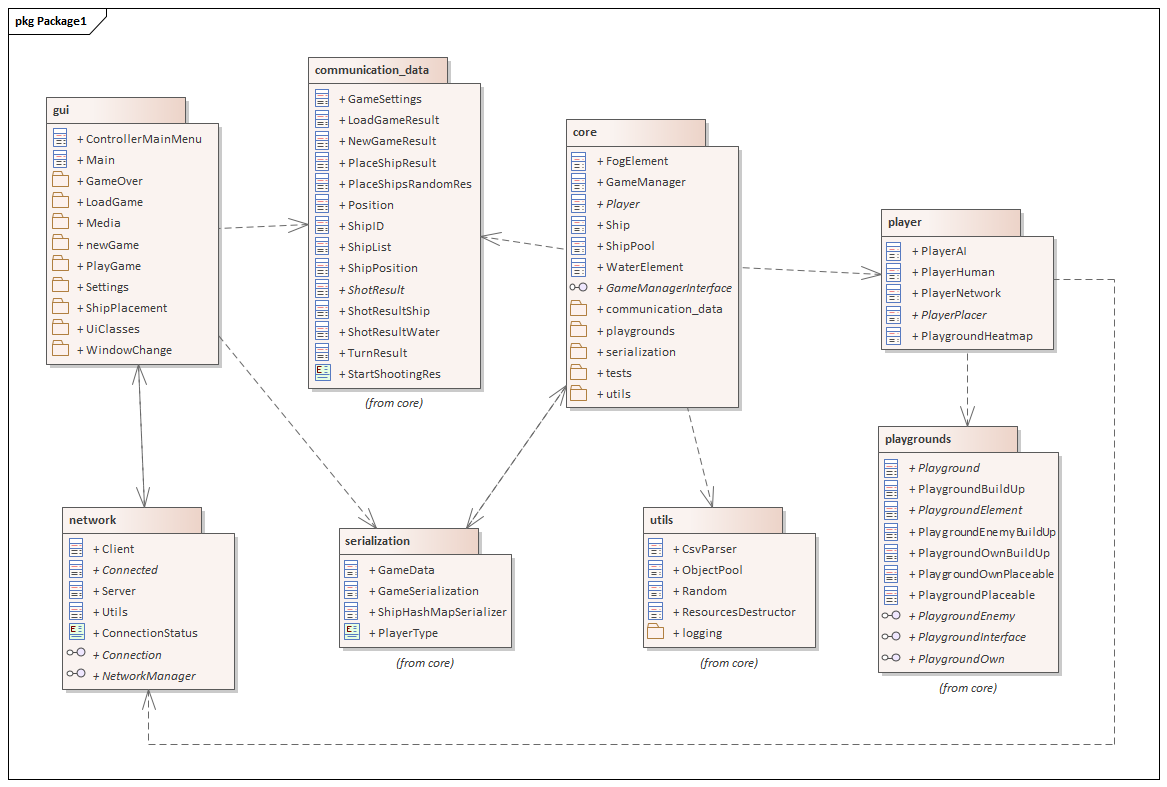 pkg Package1
gui
+ ControllerMainMenu
+ Main
+ GameOver
+ LoadGame
+ Media
+ newGame
+ PlayGame
+ Settings
+ ShipPlacement
+ UiClasses
+ WindowChange
communication_data
+ GameSettings
+ LoadGameResult
+ NewGameResult
+ PlaceShipResult
+ PlaceShipsRandomRes
+ Position
+ ShipID
+ ShipList
+ ShipPosition
+ ShotResult
+ ShotResultShip
+ ShotResultWater
+ TurnResult
+ StartShootingRes
(from core)
core
+ FogElement
+ GameManager
+ Player
+ Ship
+ ShipPool
+ WaterElement
+ GameManagerInterface
+ communication_data
+ playgrounds
+ serialization
+ tests
+ utils
player
+ PlayerAI
+ PlayerHuman
+ PlayerNetwork
+ PlayerPlacer
+ PlaygroundHeatmap
network
+ Client
+ Connected
+ Server
+ Utils
+ ConnectionStatus
+ Connection
+ NetworkManager
serialization
+ GameData
+ GameSerialization
+ ShipHashMapSerializer
+ PlayerType
(from core)
utils
+ CsvParser
+ ObjectPool
+ Random
+ ResourcesDestructor
+ logging
(from core)
playgrounds
+ Playground
+ PlaygroundBuildUp
+ PlaygroundElement
+ PlaygroundEnemyBuildUp
+ PlaygroundOwnBuildUp
+ PlaygroundOwnPlaceable
+ PlaygroundPlaceable
+ PlaygroundEnemy
+ PlaygroundInterface
+ PlaygroundOwn
(from core)